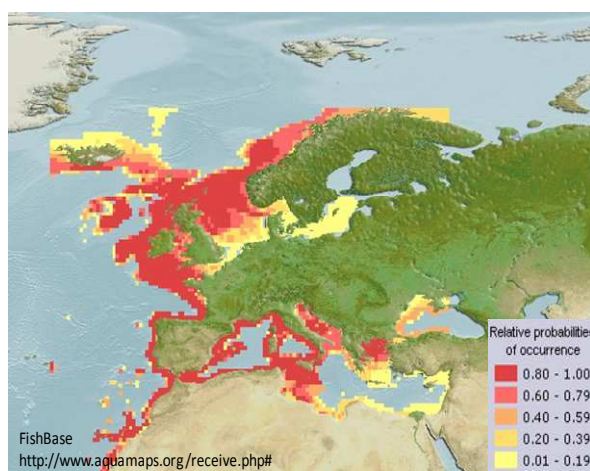 Relative probabilities
of occurrence
0.80 - 1.00
0.60 - 0.79
0.40 - 0.59
0.20 - 0.39
0.01 - 0.19
FishBase
http://www.aquamaps.org/receive.php#